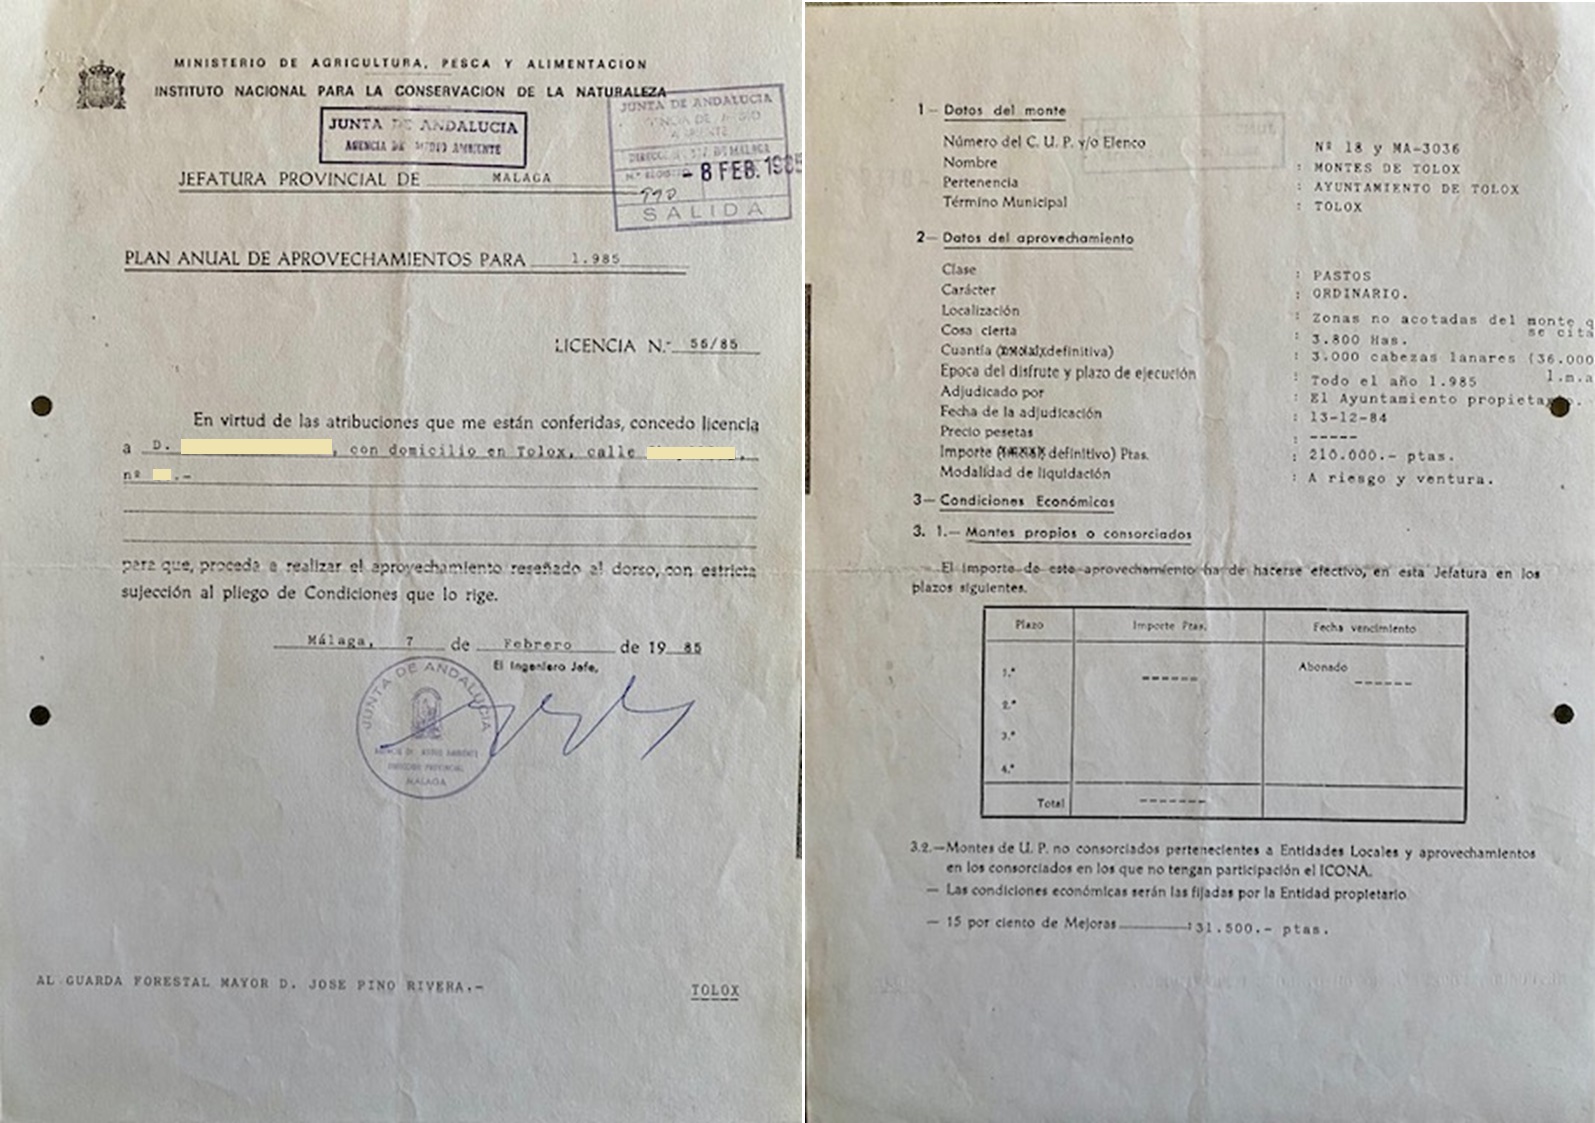 MINISTERIO DE AGRICULTURA, PESCA Y ALIMENTACION
INSTITUTO NACIONAL PARA LA CONSERVACION DE LA NATURALEZA
JUNTA DE ANDALUCIA
AGENCIA DE MEDIO AMBIENTE
JUNTA DE ANDALUCIA
AGENCIA DE MEDIO
AMBIENTE
DE MALAGA
- 8 FEB. 1985
990
SALIDA
JEFATURA PROVINCIAL DE MALAGA
PLAN ANUAL DE APROVECHAMIENTOS PARA 1.985
LICENCIA N.- 56/85
En virtud de las atribuciones que me están conferidas, concedo licencia
a D. , con domicilio en Tolox, calle ,
nº .-
para que, proceda a realizar el aprovechamiento reseñado al dorso, con estricta
sujección al pliego de Condiciones que lo rige.
Málaga, 7 de Febrero de 19 85
El Ingeniero Jefe,
JUNTA DE ANDALUCIA
AGENCIA DE MEDIO AMBIENTE
DIRECCION PROVINCIAL
MALAGA
AL GUARDA FORESTAL MAYOR D. JOSE PINO RIVERA.-
TOLOX
1- Datos del monte
Número del C. U. P. y/o Elenco Nº 18 y MA-3036
Nombre : MONTES DE TOLOX
Pertenencia : AYUNTAMIENTO DE TOLOX
Término Municipal : TOLOX
2- Datos del aprovechamiento
Clase : PASTOS
Carácter : ORDINARIO.
Localización : Zonas no acotadas del monte q
se cita
Cosa cierta : 3.800 Has.
Cuantía ( definitiva) : 3.000 cabezas lanares (36.000
l.m.a
Epoca del disfrute y plazo de ejecución : Todo el año 1.985
Adjudicado por : El Ayuntamiento propietario.
Fecha de la adjudicación : 13-12-84
Precio pesetas : -----
Importe ( definitivo) Ptas. : 210.000.- ptas.
Modalidad de liquidación : A riesgo y ventura.
3- Condiciones Económicas
3. 1.- Montes propios o consorciados
El importe de este aprovechamiento ha de hacerse efectivo, en esta Jefatura en los
plazos siguientes.
Plazo Importe Ptas. Fecha vencimiento
1.º ------ Abonado ------
2.º
3.º
4.º
Total -------
3.2.-Montes de U. P. no consorciados pertenecientes a Entidades Locales y aprovechamientos
en los consorciados en los que no tengan participación el ICONA.
- Las condiciones económicas serán las fijadas por la Entidad propietario
- 15 por ciento de Mejoras :31.500.- ptas.